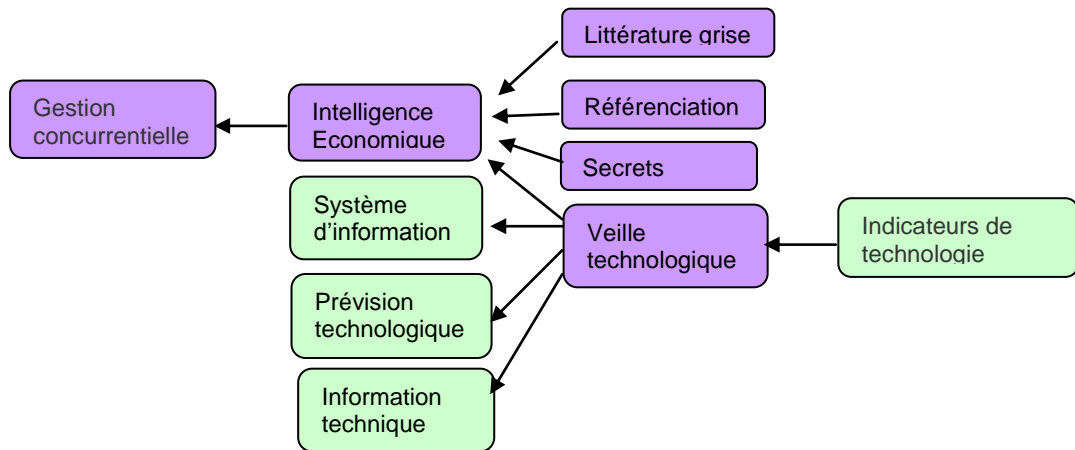 Littérature grise
Gestion
concurrentielle
Intelligence
Economique
Référenciation
Secrets
Système
d'information
Veille
technologique
Indicateurs de
technologie
Prévision
technologique
Information
technique